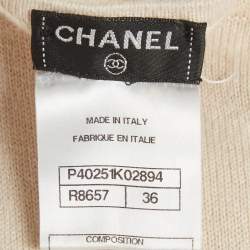 CHANEL
MADE IN ITALY
FABRIQUE EN ITALIE
P40251K02894
R8657 36
COMPOSITION